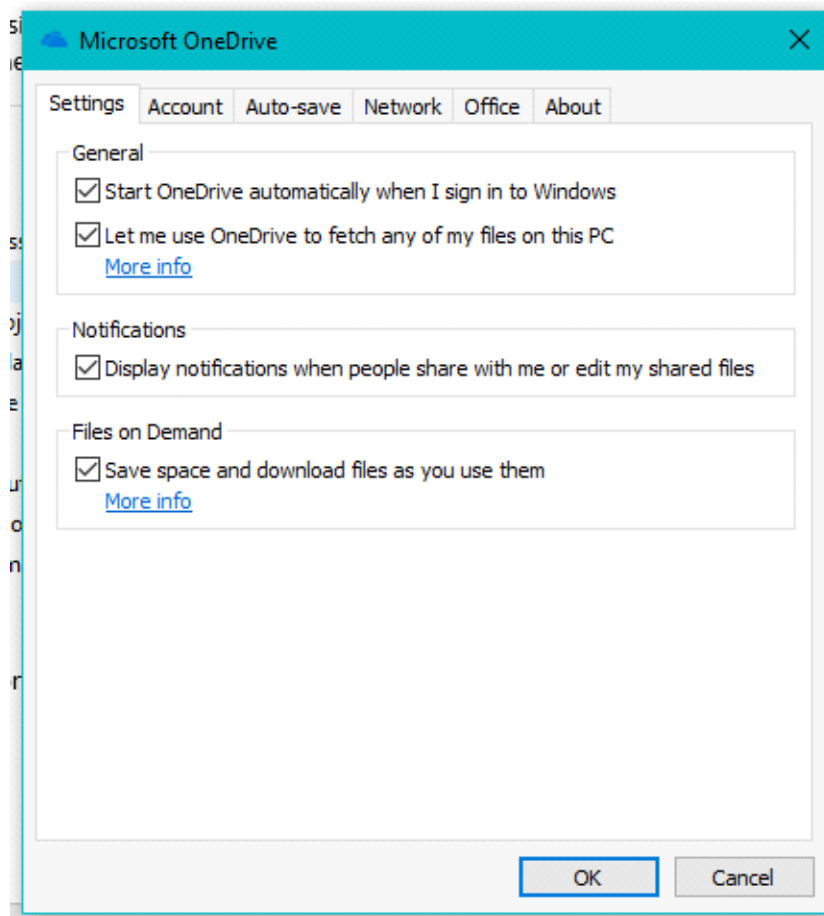 Microsoft OneDrive
Settings Account Auto-save Network Office About
General
Start OneDrive automatically when I sign in to Windows
Let me use OneDrive to fetch any of my files on this PC
More info
Notifications
Display notifications when people share with me or edit my shared files
Files on Demand
Save space and download files as you use them
More info
OK Cancel